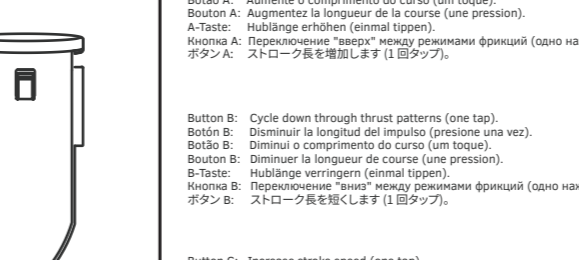 Botão A: Aumente o comprimento do curso (um toque).
Bouton A: Augmentez la longueur de la course (une pression).
A-Taste: Hublänge erhöhen (einmal tippen).
Кнопка A: Переключение "вверх" между режимами фрикций (одно на
ボタン A: ストローク長を増加します (1 回タップ)。
Button B: Cycle down through thrust patterns (one tap).
Botón B: Disminuir la longitud del impulso (presione una vez).
Botão B: Diminui o comprimento do curso (um toque).
Bouton B: Diminuer la longueur de course (une pression).
B-Taste: Hublänge verringern (einmal tippen).
Кнопка B: Переключение "вниз" между режимами фрикций (одно наж
ボタン B: ストローク長を短くします (1 回タップ)。
Button C: Increase stroke speed (one tap).